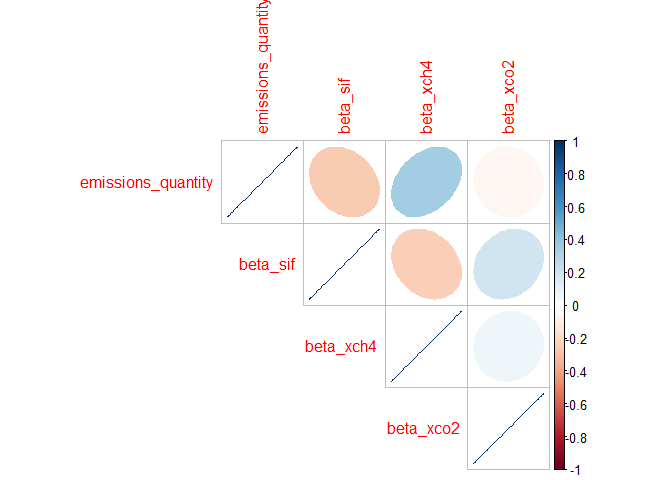 emissions_quantity
beta_sif
beta_xch4
beta_xco2
emissions_quantity
beta_sif
beta_xch4
beta_xco2
1
0.8
0.6
0.4
0.2
0
-0.2
-0.4
-0.6
-0.8
-1